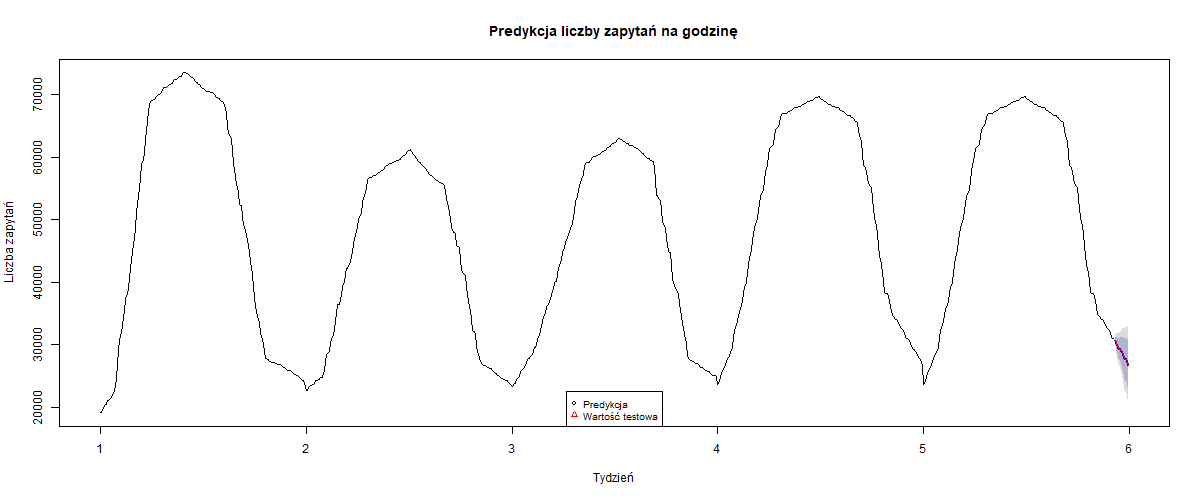 Predykcja liczby zapytań na godzinę
Liczba zapytań
70000
60000
50000
40000
30000
20000
Predykcja
Wartość testowa
1 2 3 4 5 6
Tydzień